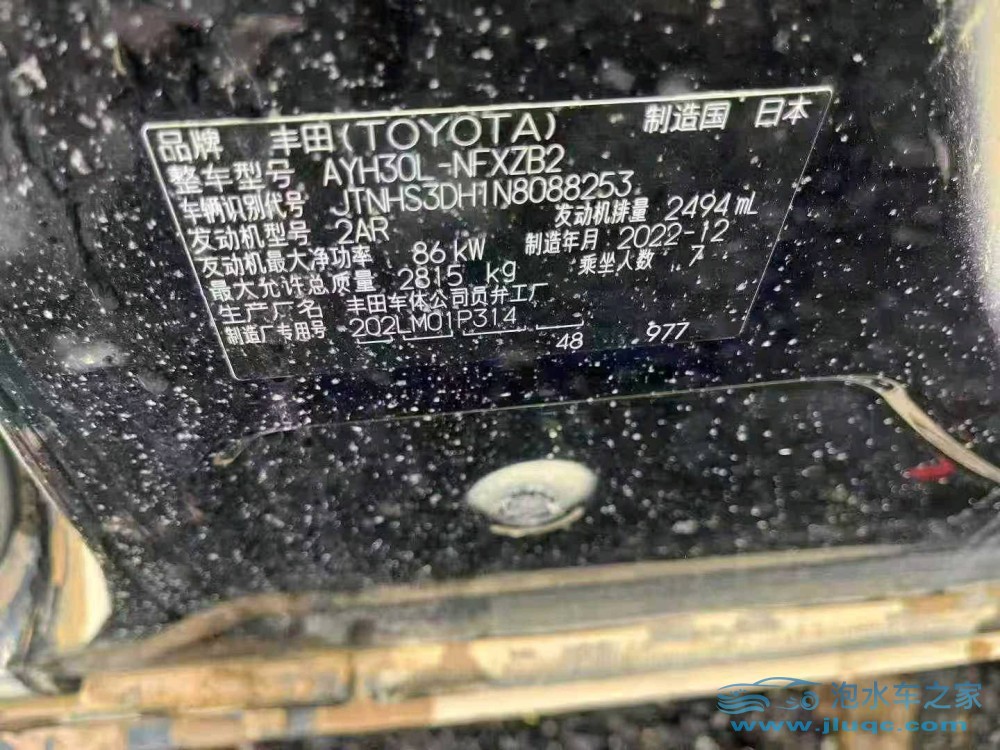 品牌 丰田(TOYOTA) 制造国 日本
整车型号 AYH30L-NFXZB2
车辆识别代号 JTNHS3DH1N8088253
发动机型号 2AR 发动机排量 2494 mL
发动机最大净功率 86 kW 制造年月 2022-12
最大允许总质量 2815 kg 乘坐人数 7
生产厂名 丰田车体公司员弁工厂
制造厂专用号 202LM01P314
48 977
泡水车之家
www.jluqc.com